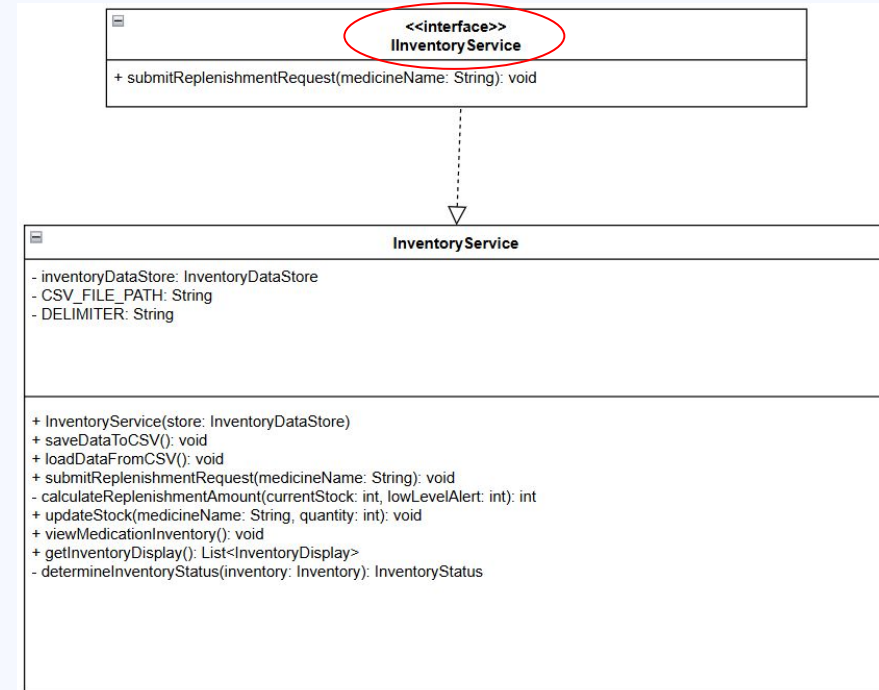 <<interface>>
IInventoryService
+ submitReplenishmentRequest(medicineName: String): void
InventoryService
- inventoryDataStore: InventoryDataStore
- CSV_FILE_PATH: String
- DELIMITER: String
+ InventoryService(store: InventoryDataStore)
+ saveDataToCSV(): void
+ loadDataFromCSV(): void
+ submitReplenishmentRequest(medicineName: String): void
- calculateReplenishmentAmount(currentStock: int, lowLevelAlert: int): int
+ updateStock(medicineName: String, quantity: int): void
+ viewMedicationInventory(): void
+ getInventoryDisplay(): List<InventoryDisplay>
- determineInventoryStatus(inventory: Inventory): InventoryStatus